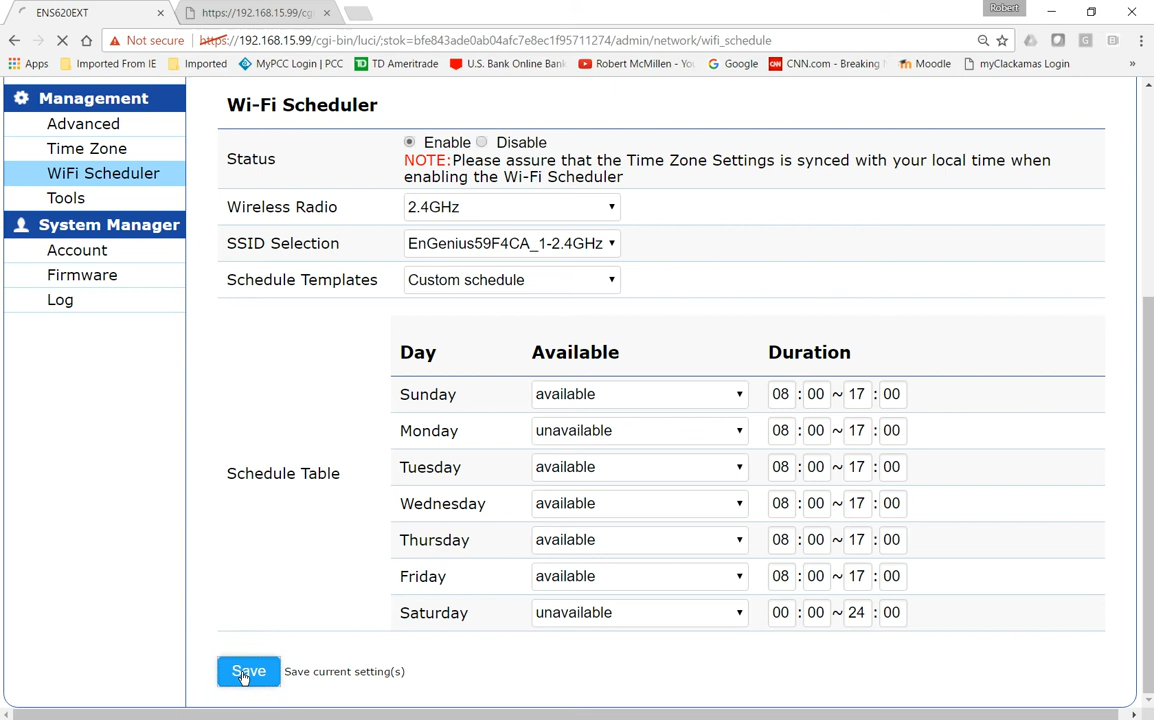 ENS620EXT
https://192.168.15.99/cg
Robert
Not secure
https://192.168.15.99/cgi-bin/luci/;stok=bfe843ade0ab04afc7e8ec1f95711274/admin/network/wifi_schedule
Apps
Imported From IE
Imported
MyPCC Login | PCC
TD Ameritrade
U.S. Bank Online Bank
Robert McMillen - You
Google
CNN.com - Breaking
Moodle
myClackamas Login
»
Management
Advanced
Time Zone
WiFi Scheduler
Tools
System Manager
Account
Firmware
Log
Wi-Fi Scheduler
Status
Enable Disable
NOTE:Please assure that the Time Zone Settings is synced with your local time when
enabling the Wi-Fi Scheduler
Wireless Radio 2.4GHz
SSID Selection EnGenius59F4CA_1-2.4GHz
Schedule Templates Custom schedule
Schedule Table
Day Available Duration
Sunday available 08 : 00 ~ 17 : 00
Monday unavailable 08 : 00 ~ 17 : 00
Tuesday available 08 : 00 ~ 17 : 00
Wednesday available 08 : 00 ~ 17 : 00
Thursday available 08 : 00 ~ 17 : 00
Friday available 08 : 00 ~ 17 : 00
Saturday unavailable 00 : 00 ~ 24 : 00
Save Save current setting(s)